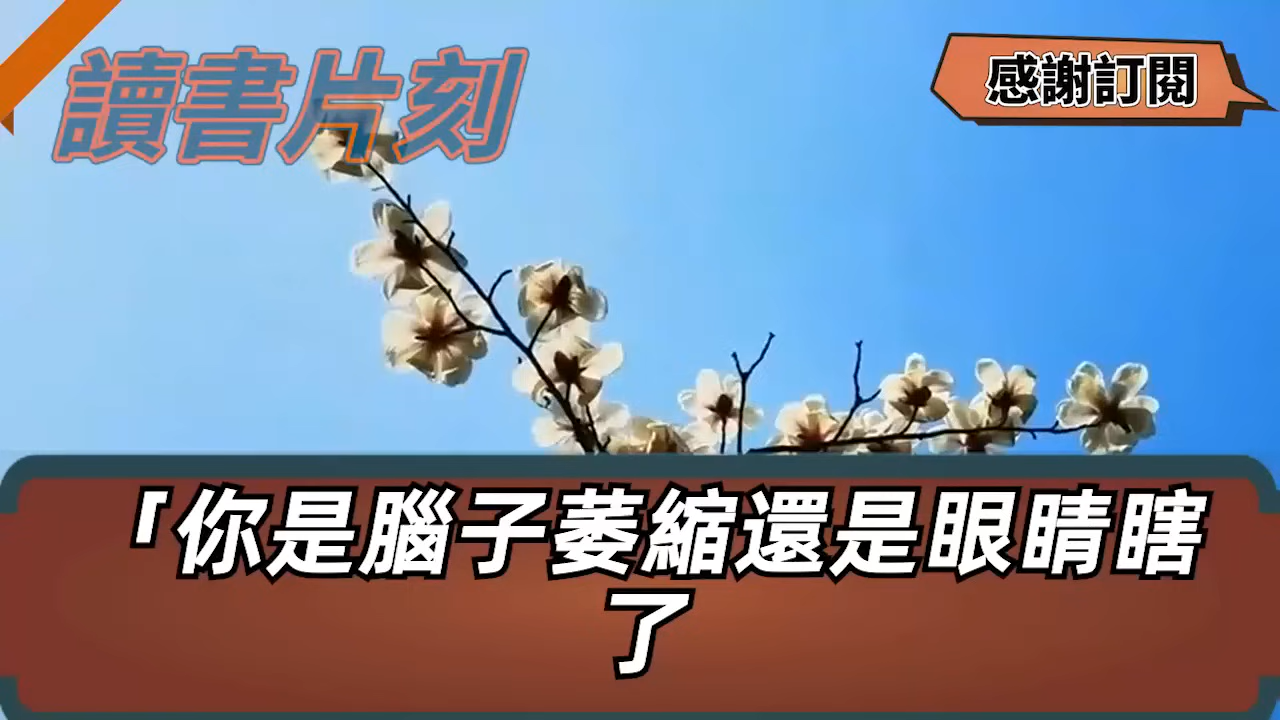 讀書片刻
感謝訂閱
「你是腦子萎縮還是眼睛瞎
了